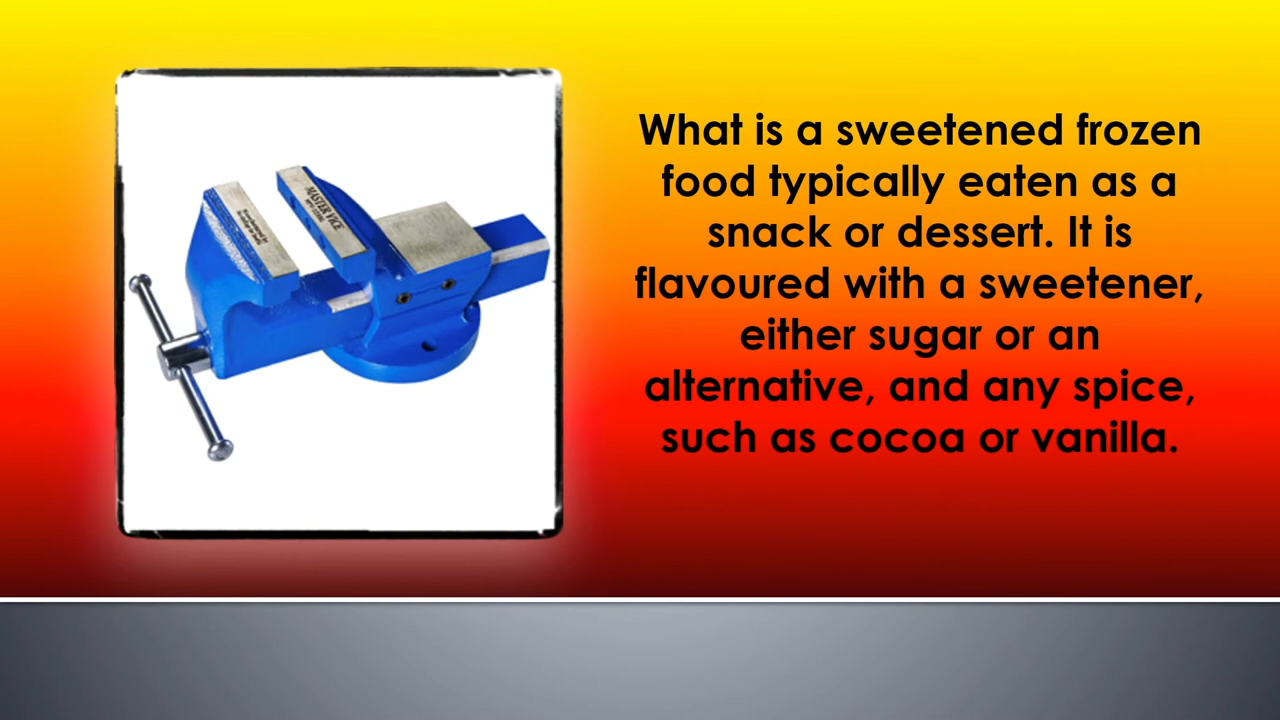 MASTER VICE
What is a sweetened frozen
food typically eaten as a
snack or dessert. It is
flavoured with a sweetener,
either sugar or an
alternative, and any spice,
such as cocoa or vanilla.